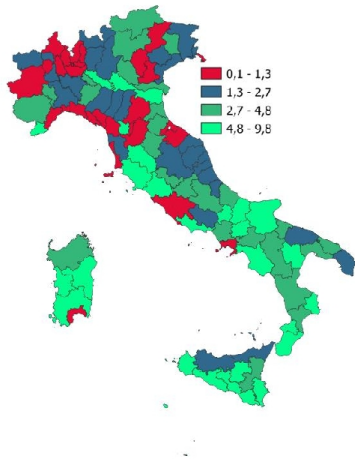 0,1 - 1,3
1,3 - 2,7
2,7 - 4,8
4,8 - 9,8